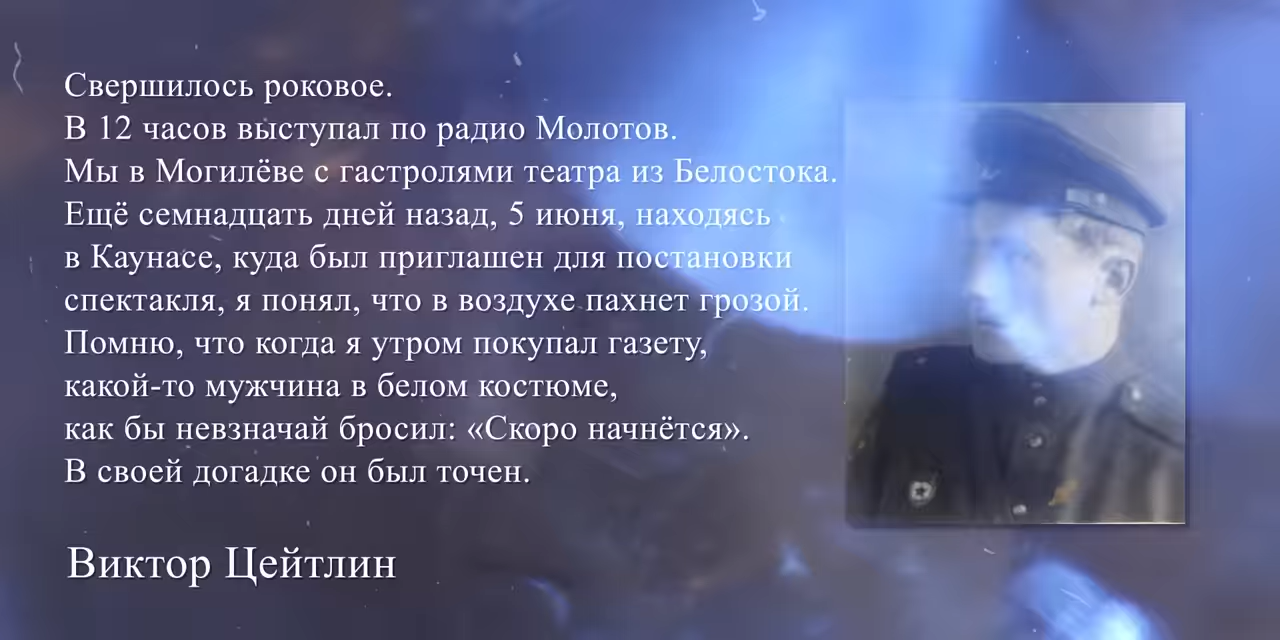 Свершилось роковое.
В 12 часов выступал по радио Молотов.
Мы в Могилёве с гастролями театра из Белостока.
Ещё семнадцать дней назад, 5 июня, находясь
в Каунасе, куда был приглашен для постановки
спектакля, я понял, что в воздухе пахнет грозой.
Помню, что когда я утром покупал газету,
какой-то мужчина в белом костюме,
как бы невзначай бросил: «Скоро начнётся».
В своей догадке он был точен.
Виктор Цейтлин